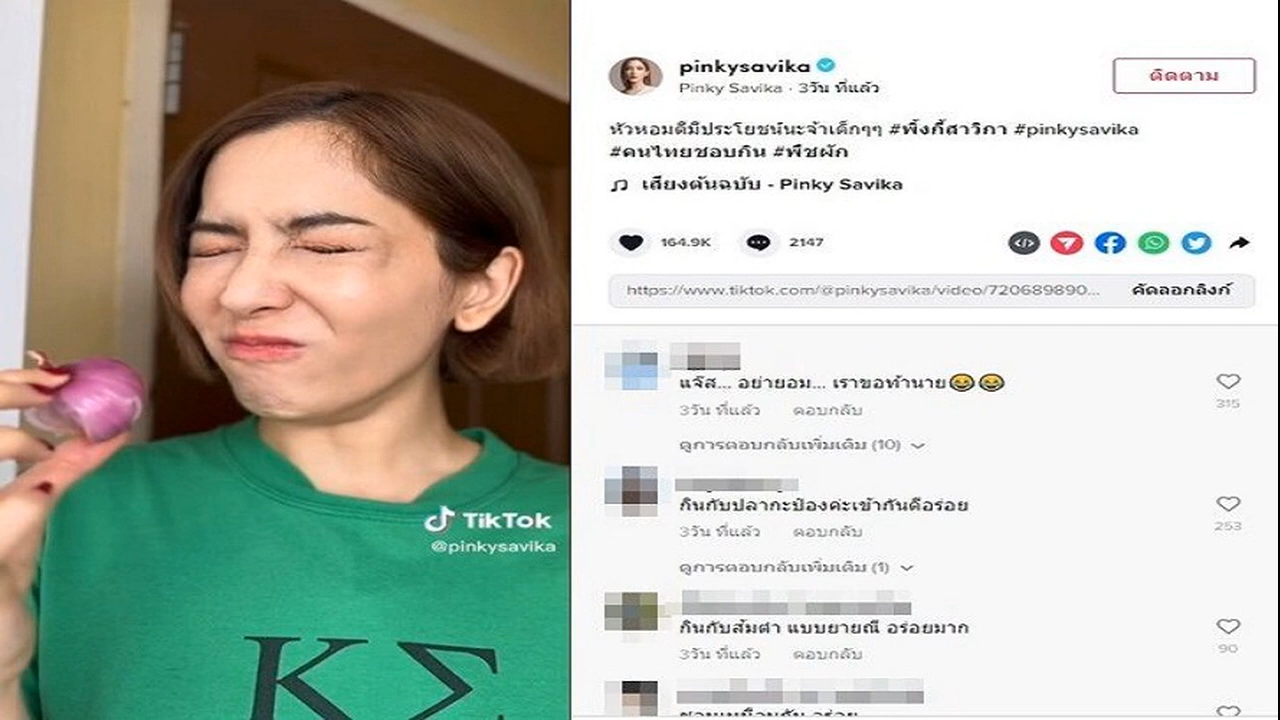 TikTok
@pinkysavika
ΚΣ
pinkysavika
Pinky Savika · 3วัน ที่แล้ว
ติดตาม
หัวหอมดีมีประโยชน์นะจ้าเด็กๆๆ #พิ้งกี้สาวิกา #pinkysavika
#คนไทยชอบกิน #พืชผัก
เสียงต้นฉบับ - Pinky Savika
164.9K
2147
https://www.tiktok.com/@pinkysavika/video/720689890...
คัดลอกลิงก์
แจ๊ส... อย่ายอม... เราขอท้านาย😂😂
3วัน ที่แล้ว ตอบกลับ
315
ดูการตอบกลับเพิ่มเติม (10)
กินกับปลากะป๋องค่ะเข้ากันดีอร่อย
3วัน ที่แล้ว ตอบกลับ
253
ดูการตอบกลับเพิ่มเติม (1)
กินกับส้มตำ แบบยายณี อร่อยมาก
3วัน ที่แล้ว ตอบกลับ
90